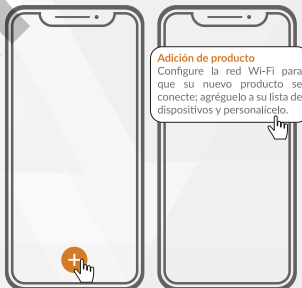 Adición de producto
Configure la red Wi-Fi para
que su nuevo producto se
conecte; agréguelo a su lista de
dispositivos y personalícelo.